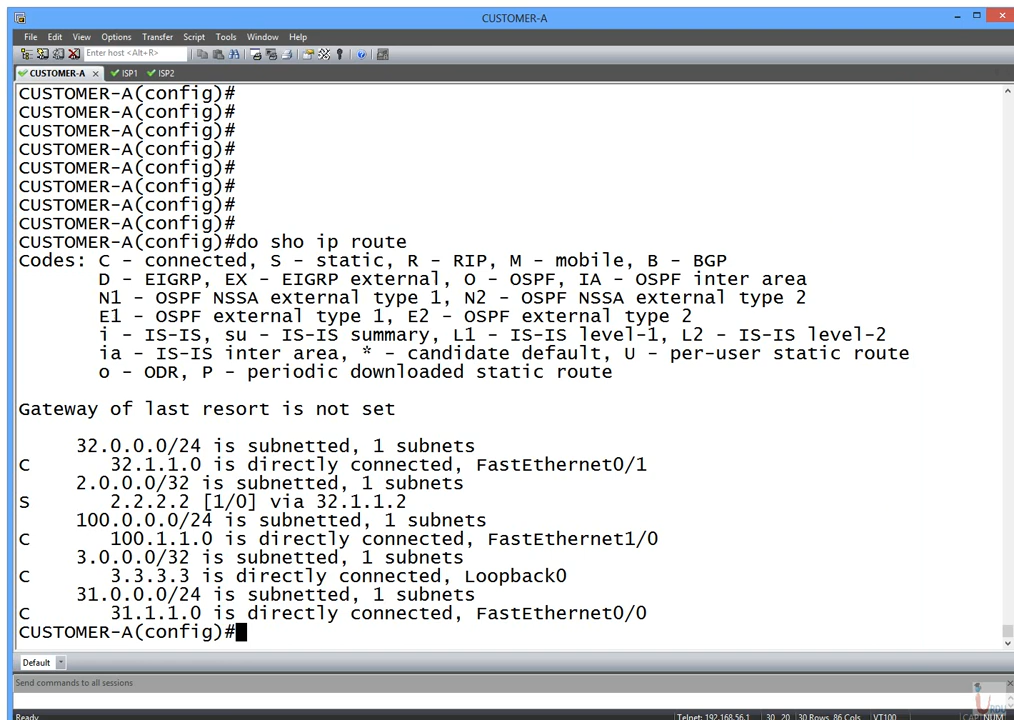 CUSTOMER-A
File Edit View Options Transfer Script Tools Window Help
Enter host <Alt+R>
CUSTOMER-A ISP1 ISP2
CUSTOMER-A(config)#
CUSTOMER-A(config)#
CUSTOMER-A(config)#
CUSTOMER-A(config)#
CUSTOMER-A(config)#
CUSTOMER-A(config)#
CUSTOMER-A(config)#
CUSTOMER-A(config)#
CUSTOMER-A(config)#do sho ip route
Codes: C - connected, S - static, R - RIP, M - mobile, B - BGP
D - EIGRP, EX - EIGRP external, O - OSPF, IA - OSPF inter area
N1 - OSPF NSSA external type 1, N2 - OSPF NSSA external type 2
E1 - OSPF external type 1, E2 - OSPF external type 2
i - IS-IS, su - IS-IS summary, L1 - IS-IS level-1, L2 - IS-IS level-2
ia - IS-IS inter area, * - candidate default, U - per-user static route
o - ODR, P - periodic downloaded static route
Gateway of last resort is not set
32.0.0.0/24 is subnetted, 1 subnets
C 32.1.1.0 is directly connected, FastEthernet0/1
2.0.0.0/32 is subnetted, 1 subnets
S 2.2.2.2 [1/0] via 32.1.1.2
100.0.0.0/24 is subnetted, 1 subnets
C 100.1.1.0 is directly connected, FastEthernet1/0
3.0.0.0/32 is subnetted, 1 subnets
C 3.3.3.3 is directly connected, Loopback0
31.0.0.0/24 is subnetted, 1 subnets
C 31.1.1.0 is directly connected, FastEthernet0/0
CUSTOMER-A(config)#
Default
Send commands to all sessions
Ready Telnet: 192.168.56.1 30, 20 30 Rows, 86 Cols VT100 CAP NUM